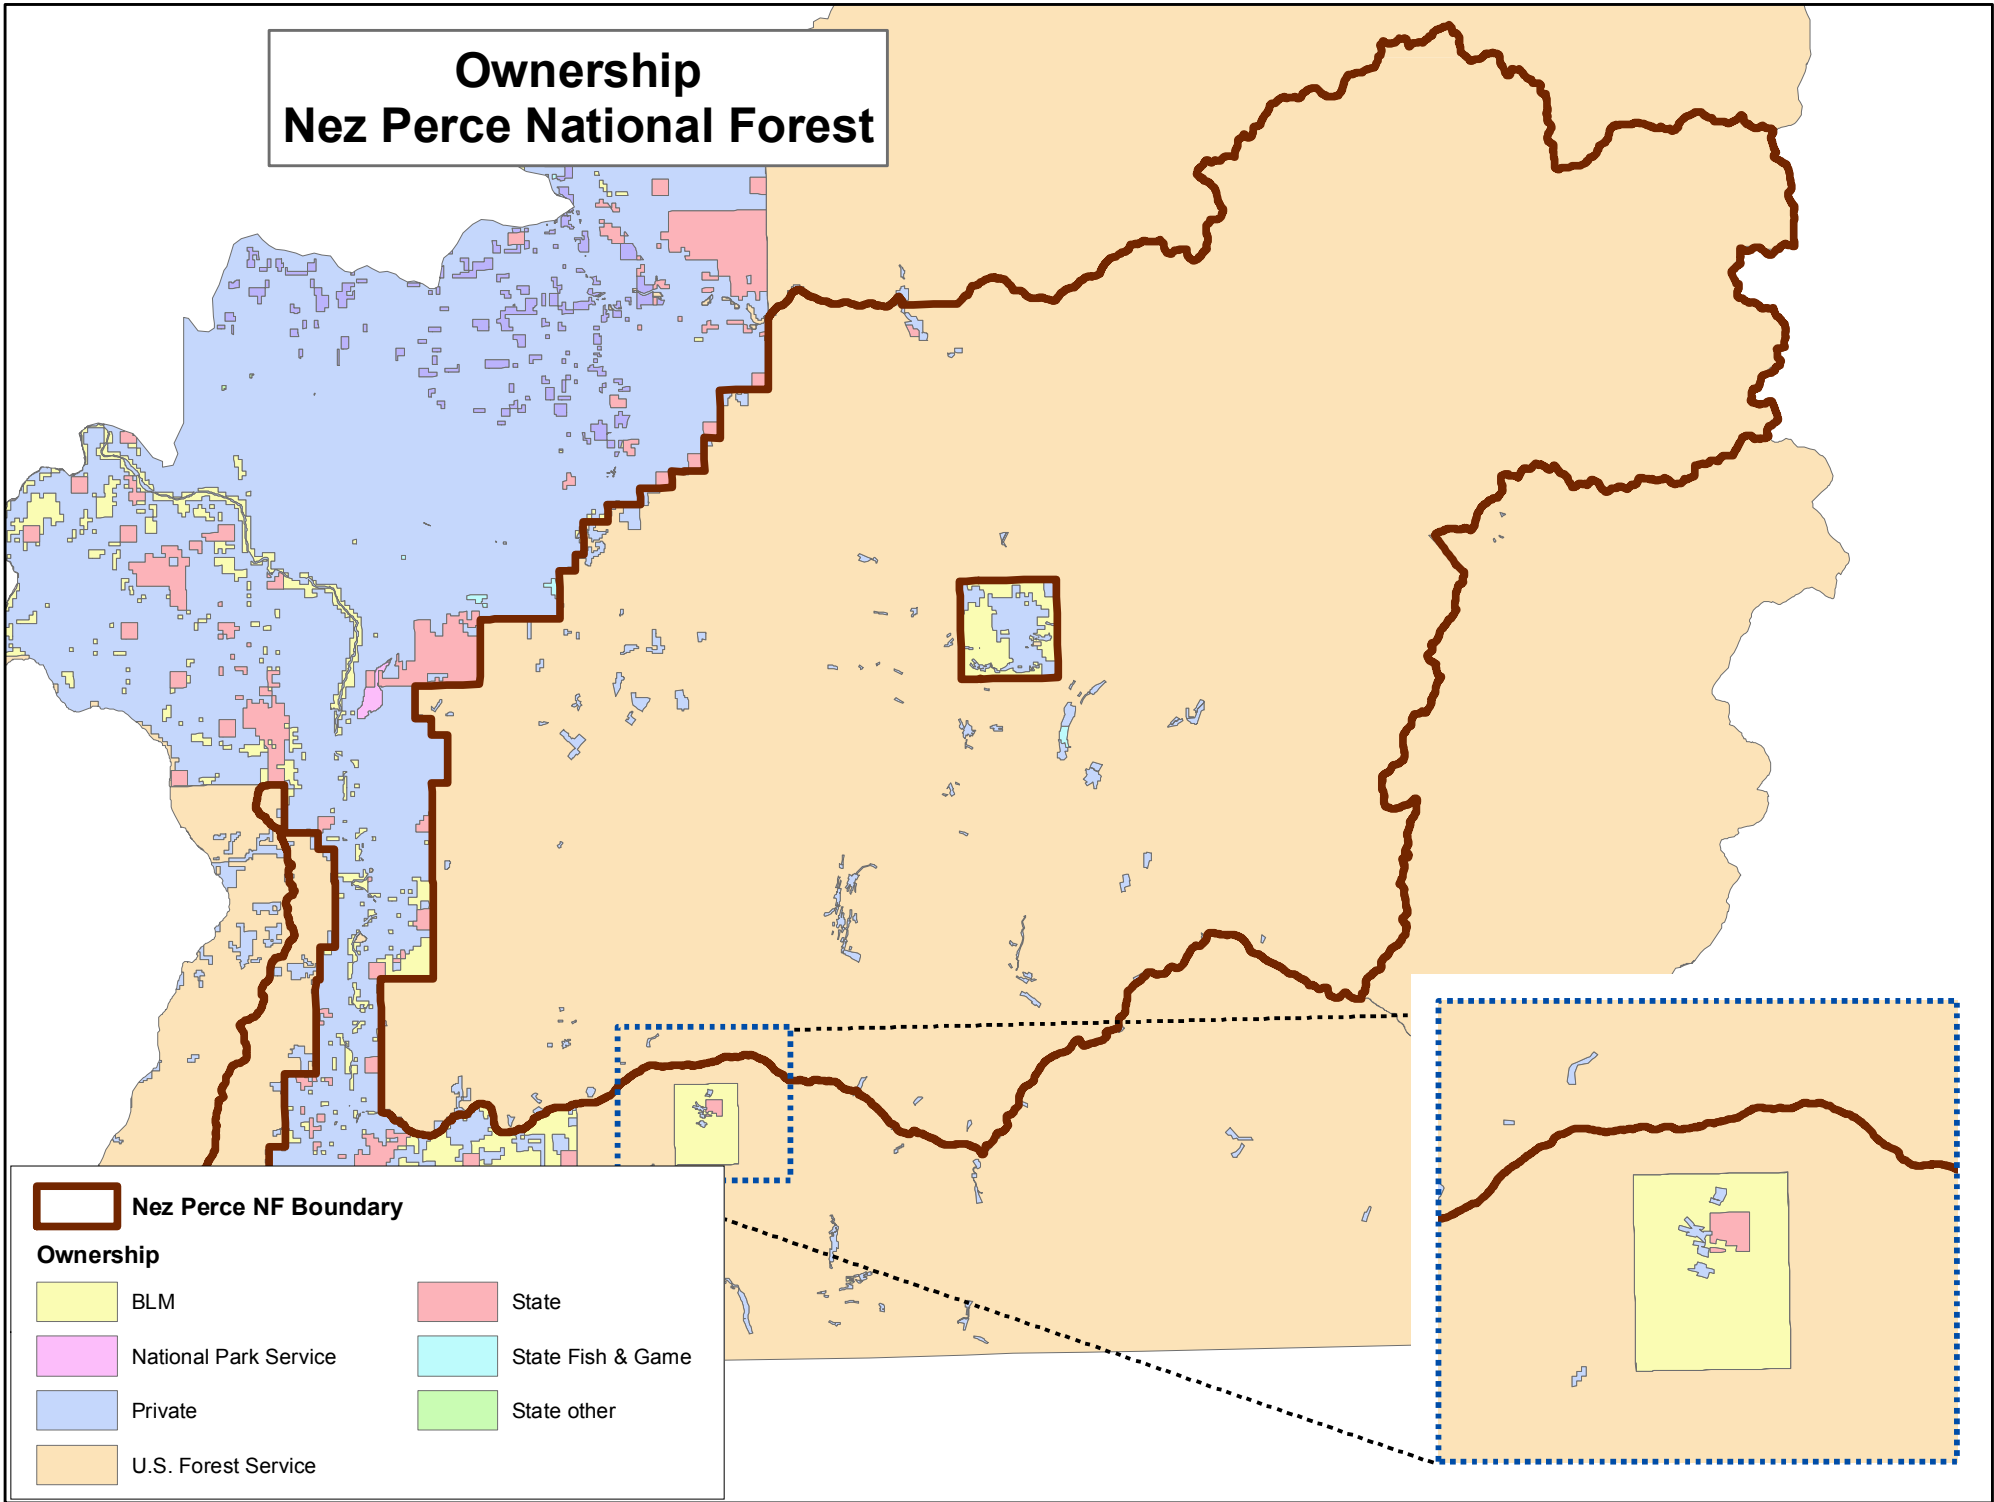 Ownership
Nez Perce National Forest
Nez Perce NF Boundary
Ownership
BLM
National Park Service
Private
U.S. Forest Service
State
State Fish & Game
State other